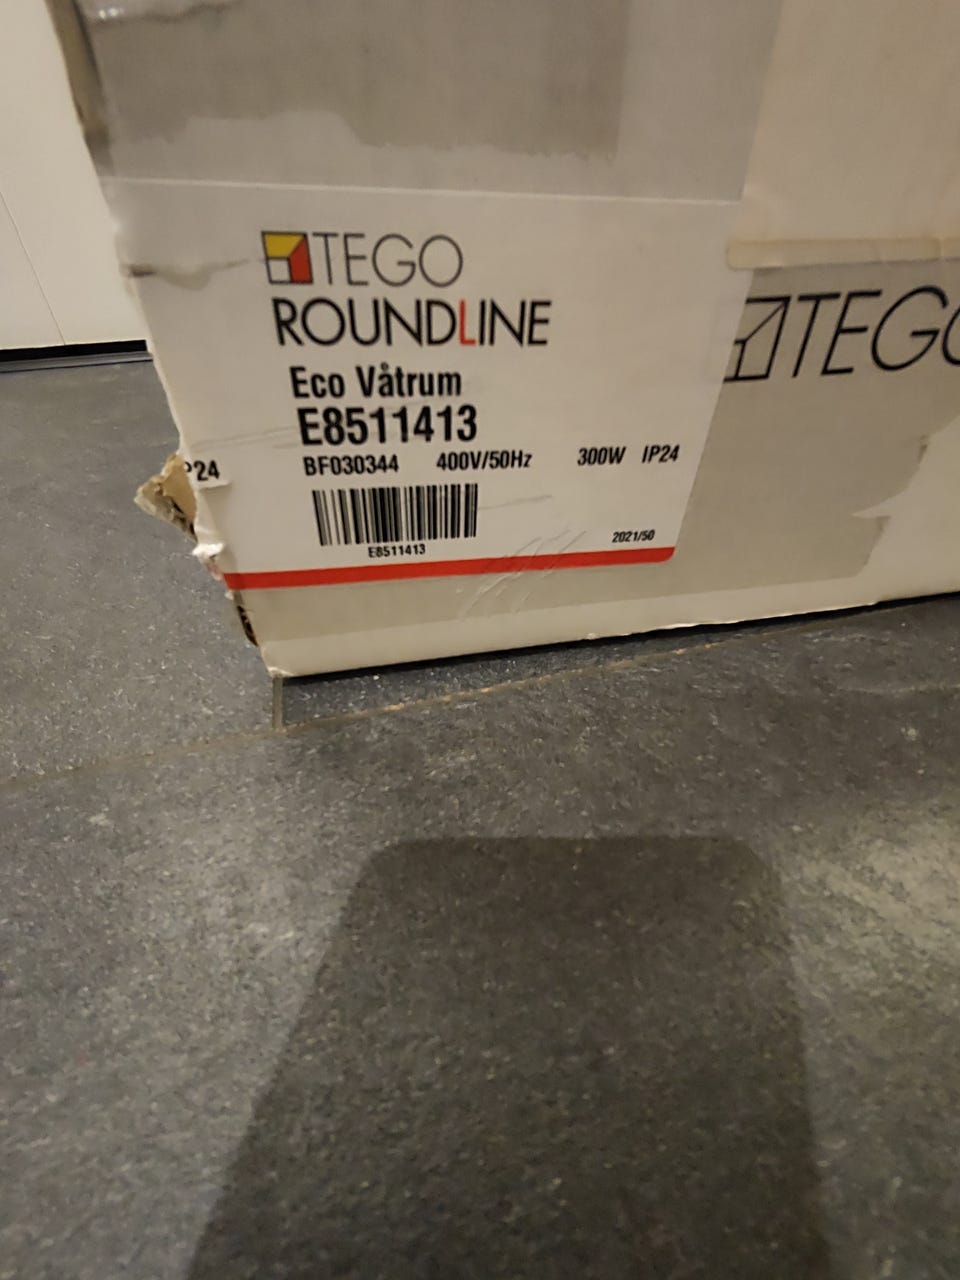 TEGO
ROUNDLINE
Eco Våtrum
E8511413
BF030344 400V/50Hz 300W IP24
P24
E8511413
2021/50
TEGO